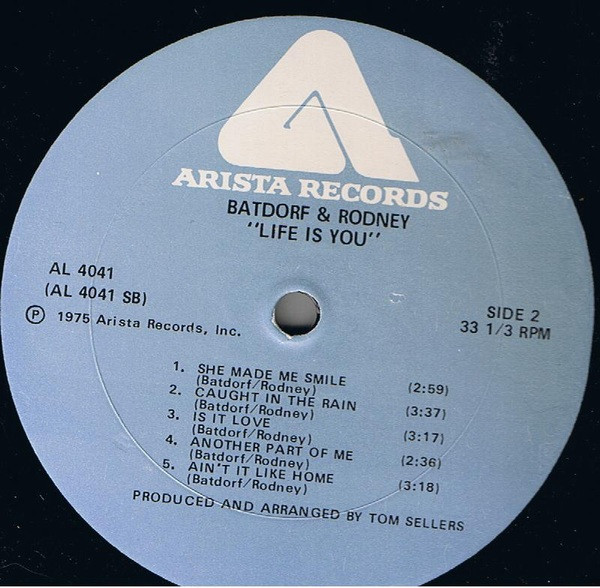 ARISTA RECORDS
BATDORF & RODNEY
"LIFE IS YOU"
AL 4041
(AL 4041 SB)
Ⓟ 1975 Arista Records, Inc.
SIDE 2
33 1/3 RPM
1. SHE MADE ME SMILE (2:59)
(Batdorf/Rodney)
2. CAUGHT IN THE RAIN (3:37)
(Batdorf/Rodney)
3. IS IT LOVE (3:17)
(Batdorf/Rodney)
4. ANOTHER PART OF ME (2:36)
(Batdorf/Rodney)
5. AIN'T IT LIKE HOME (3:18)
(Batdorf/Rodney)
PRODUCED AND ARRANGED BY TOM SELLERS